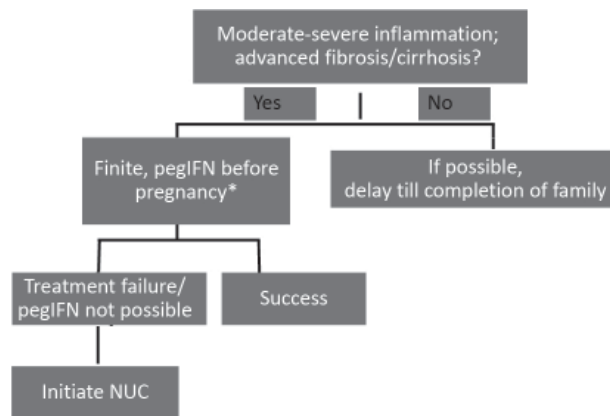 Moderate-severe inflammation;
advanced fibrosis/cirrhosis?
Yes
No
Finite, pegIFN before
pregnancy*
If possible,
delay till completion of family
Treatment failure/
pegIFN not possible
Success
Initiate NUC